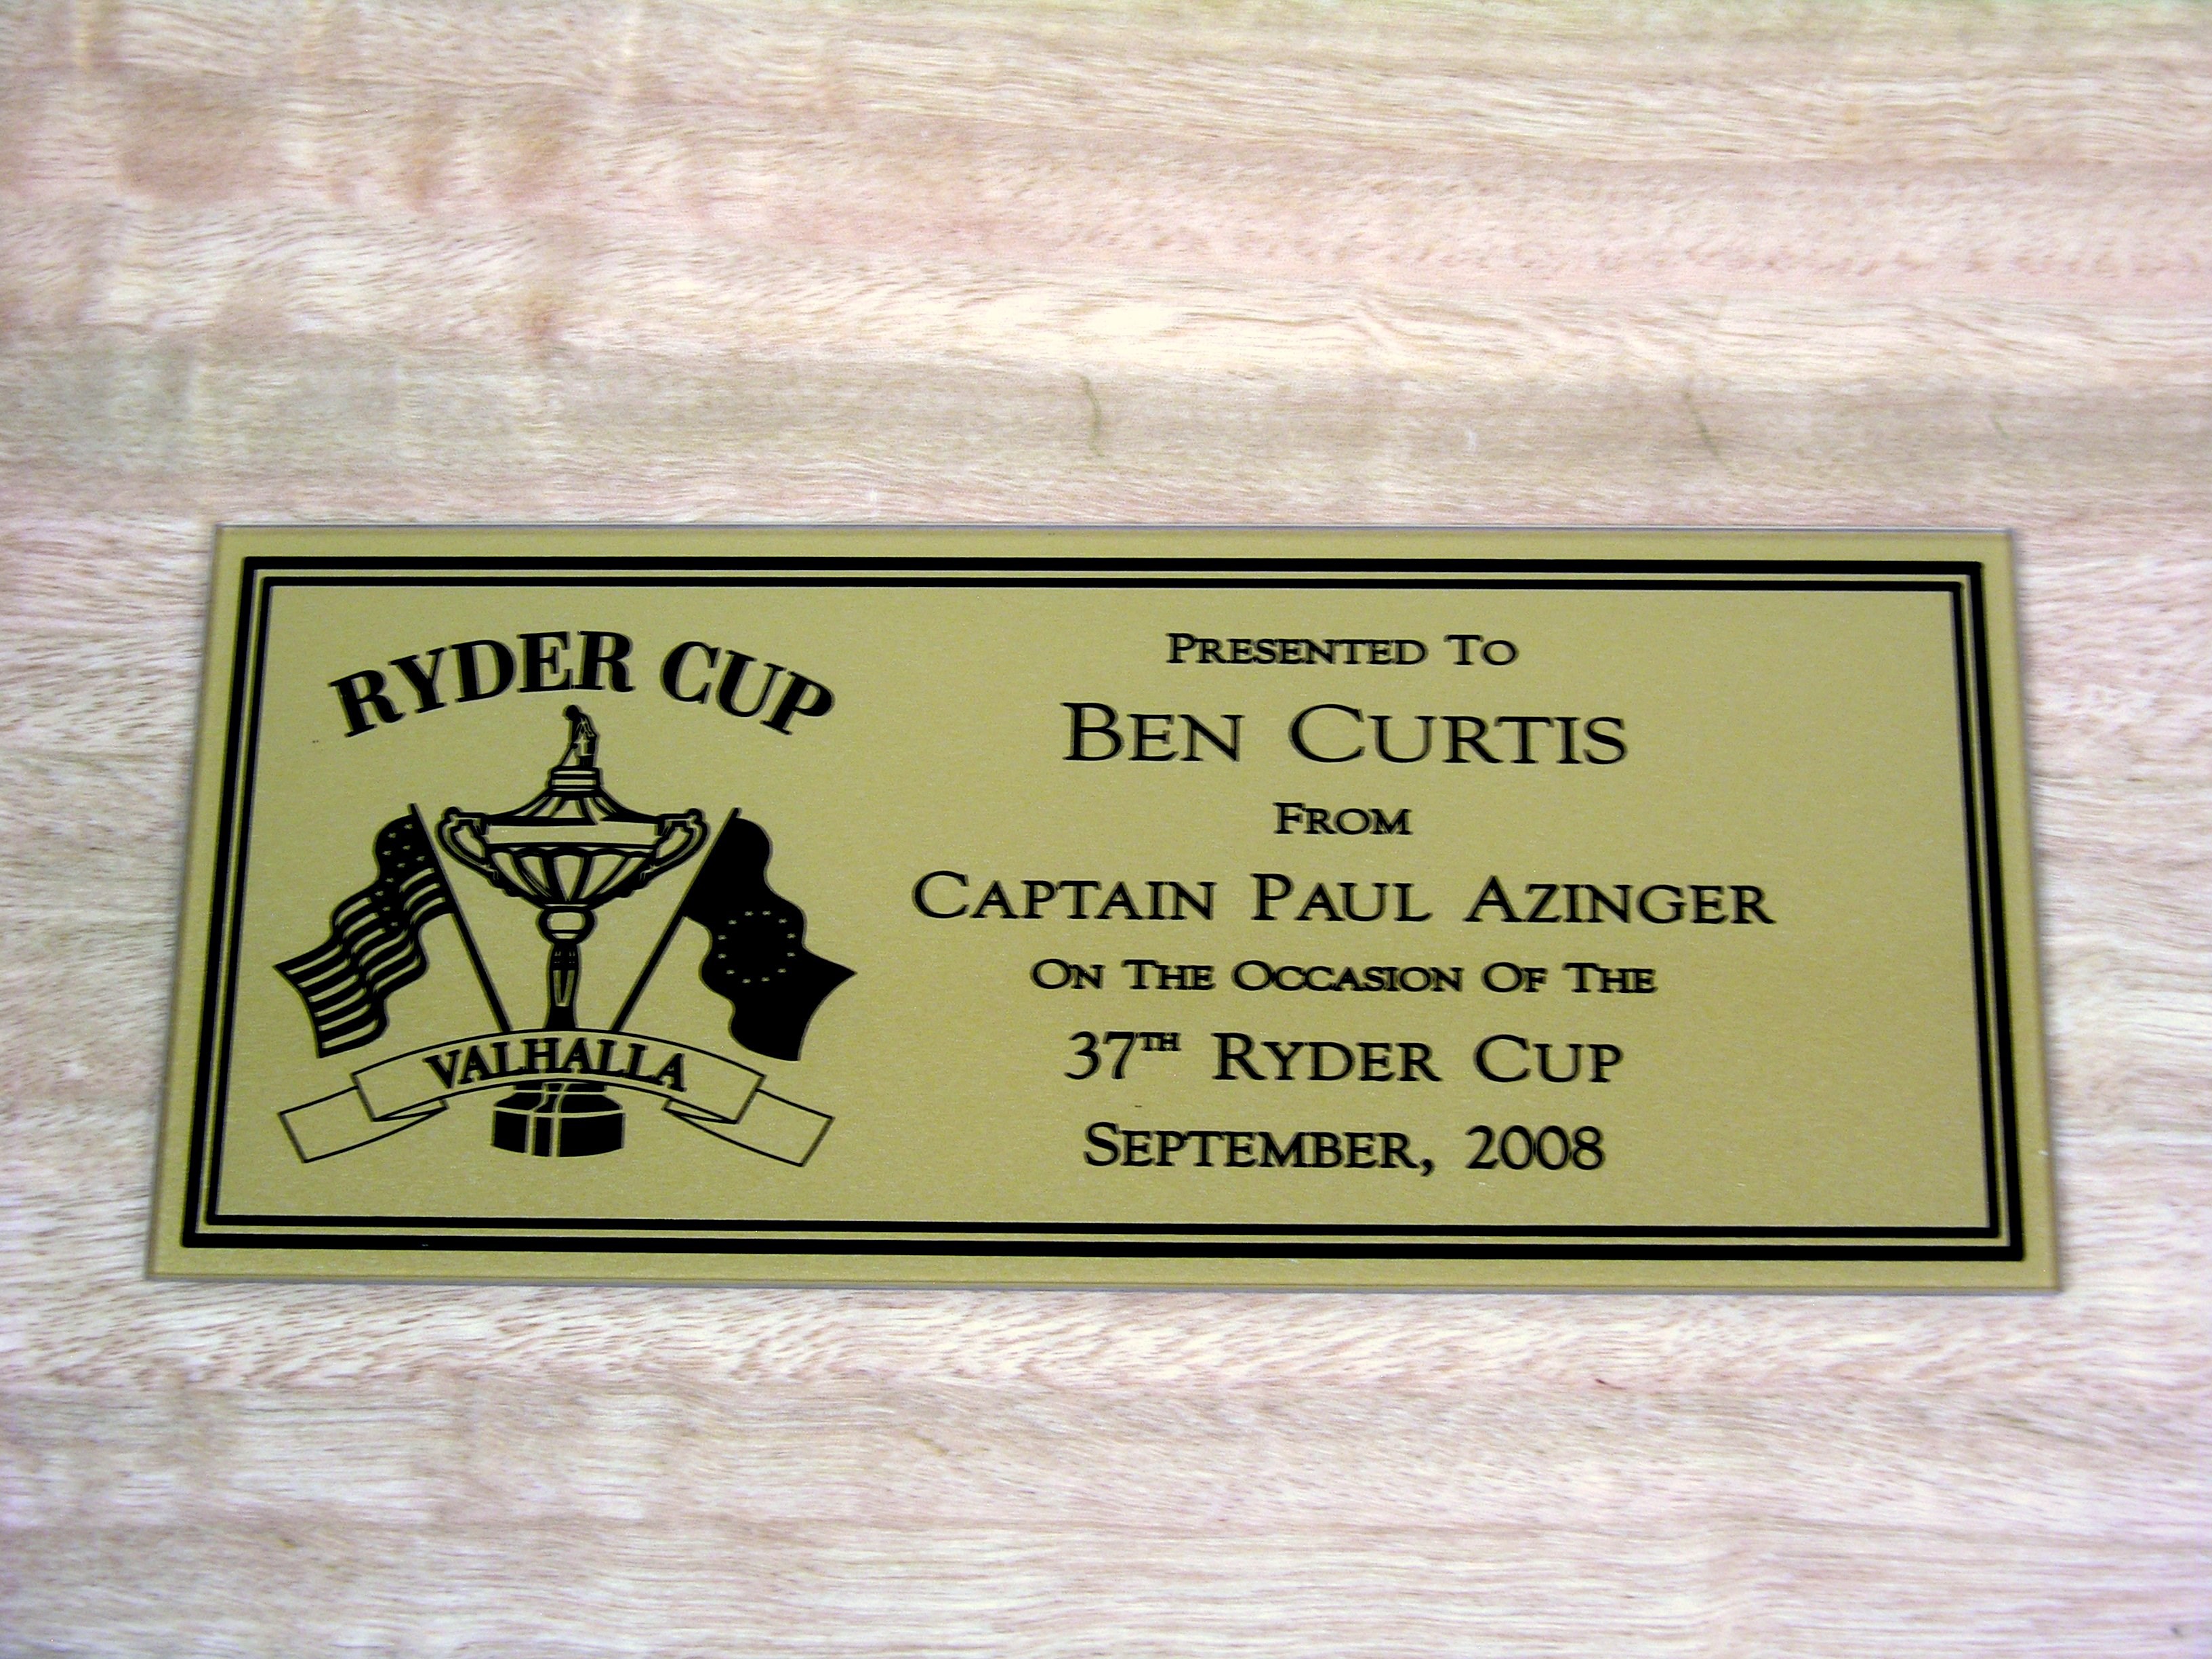 RYDER CUP
VALHALLA
PRESENTED TO
BEN CURTIS
FROM
CAPTAIN PAUL AZINGER
ON THE OCCASION OF THE
37TH RYDER CUP
SEPTEMBER, 2008